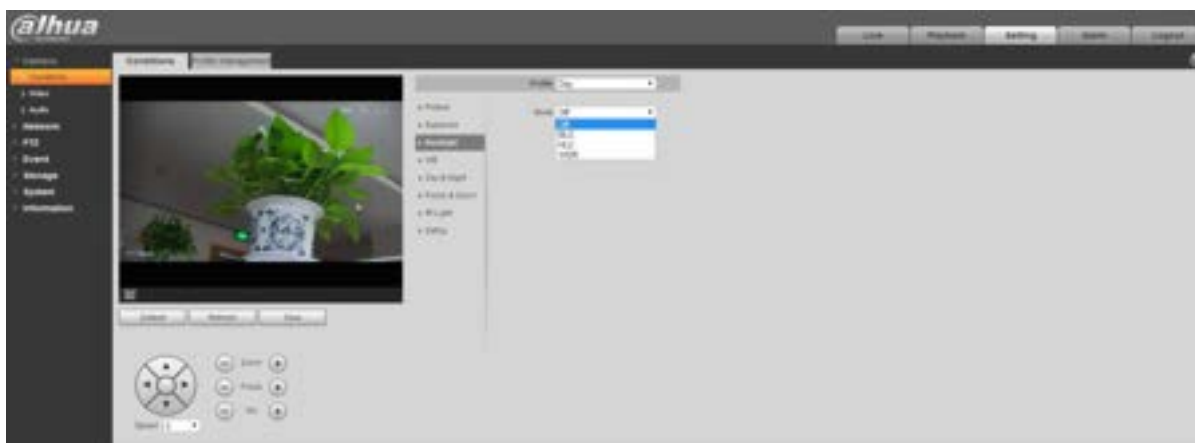 alhua
Live
Playback
Setting
Alarm
Logout
Conditions
Profile Management
Camera
Conditions
Video
Audio
Network
PTZ
Event
Storage
System
Information
Profile
Day
Picture
Exposure
Backlight
WB
Day & Night
Focus & Zoom
IR Light
Defog
Mode
Off
Off
BLC
HLC
WDR
Default
Refresh
Save
Zoom
Focus
Iris
Speed